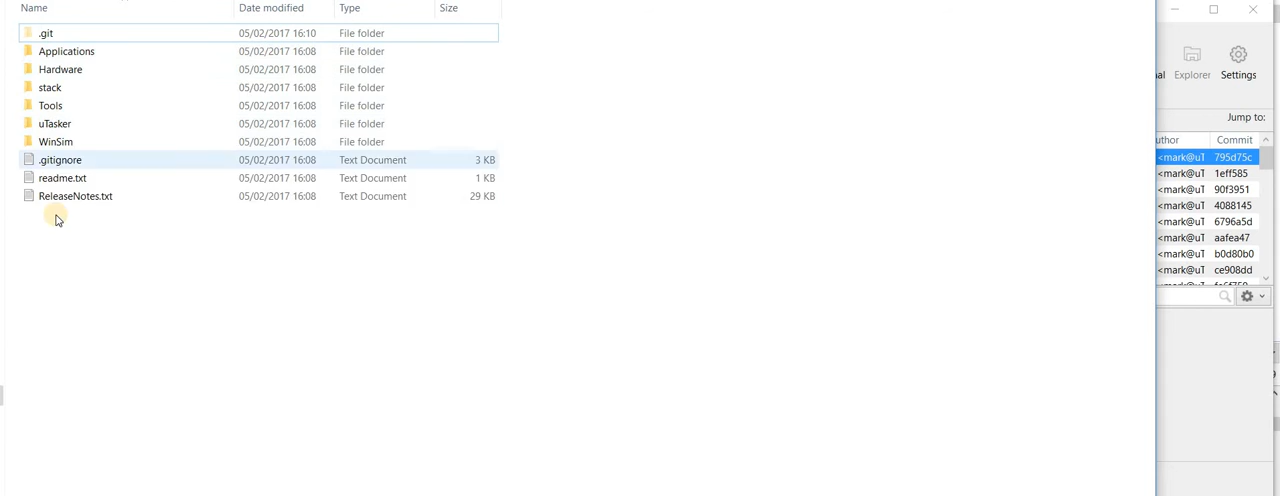 Name Date modified Type Size
.git 05/02/2017 16:10 File folder
Applications 05/02/2017 16:08 File folder
Hardware 05/02/2017 16:08 File folder
stack 05/02/2017 16:08 File folder
Tools 05/02/2017 16:08 File folder
uTasker 05/02/2017 16:08 File folder
WinSim 05/02/2017 16:08 File folder
.gitignore 05/02/2017 16:08 Text Document 3 KB
readme.txt 05/02/2017 16:08 Text Document 1 KB
ReleaseNotes.txt 05/02/2017 16:08 Text Document 29 KB
nal Explorer Settings
Jump to:
uthor Commit
<mark@uT 795d75c
<mark@uT 1eff585
<mark@uT 90f3951
<mark@uT 4088145
<mark@uT 6796a5d
<mark@uT aafea47
<mark@uT b0d80b0
<mark@uT ce908dd